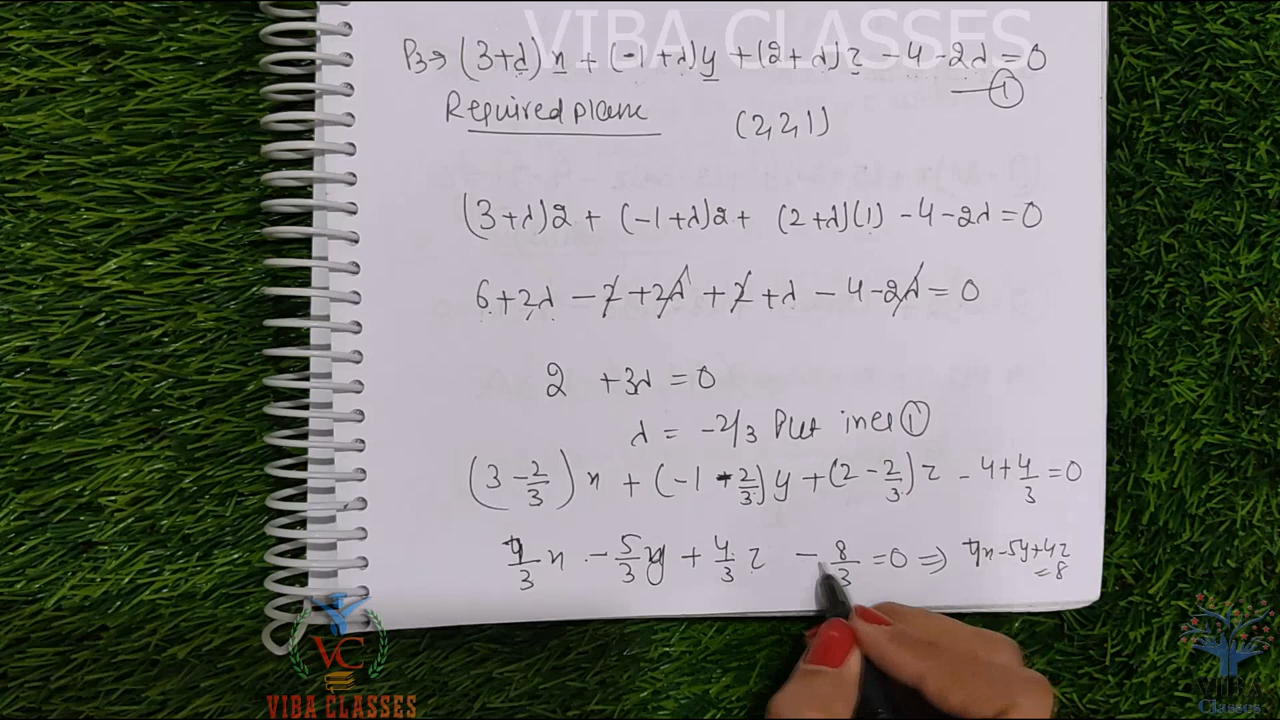 VIBA CLASSES
P3→ (3+λ)x + (-1+λ)y + (2+λ)z - 4 - 2λ = 0
— ①
Required plane (2,2,1)
(3+λ)2 + (-1+λ)2 + (2+λ)(1) - 4 - 2λ = 0
6 + 2λ - 2 + 2λ + 2 + λ - 4 - 2λ = 0
2 + 3λ = 0
λ = -2/3 Put in eq ①
(3 - 2/3)x + (-1 - 2/3)y + (2 - 2/3)z - 4 + 4/3 = 0
7/3 x - 5/3 y + 4/3 z - 8/3 = 0 ⇒ 7x - 5y + 4z
= 8
VC
VIBA CLASSES
VIBA
Classes